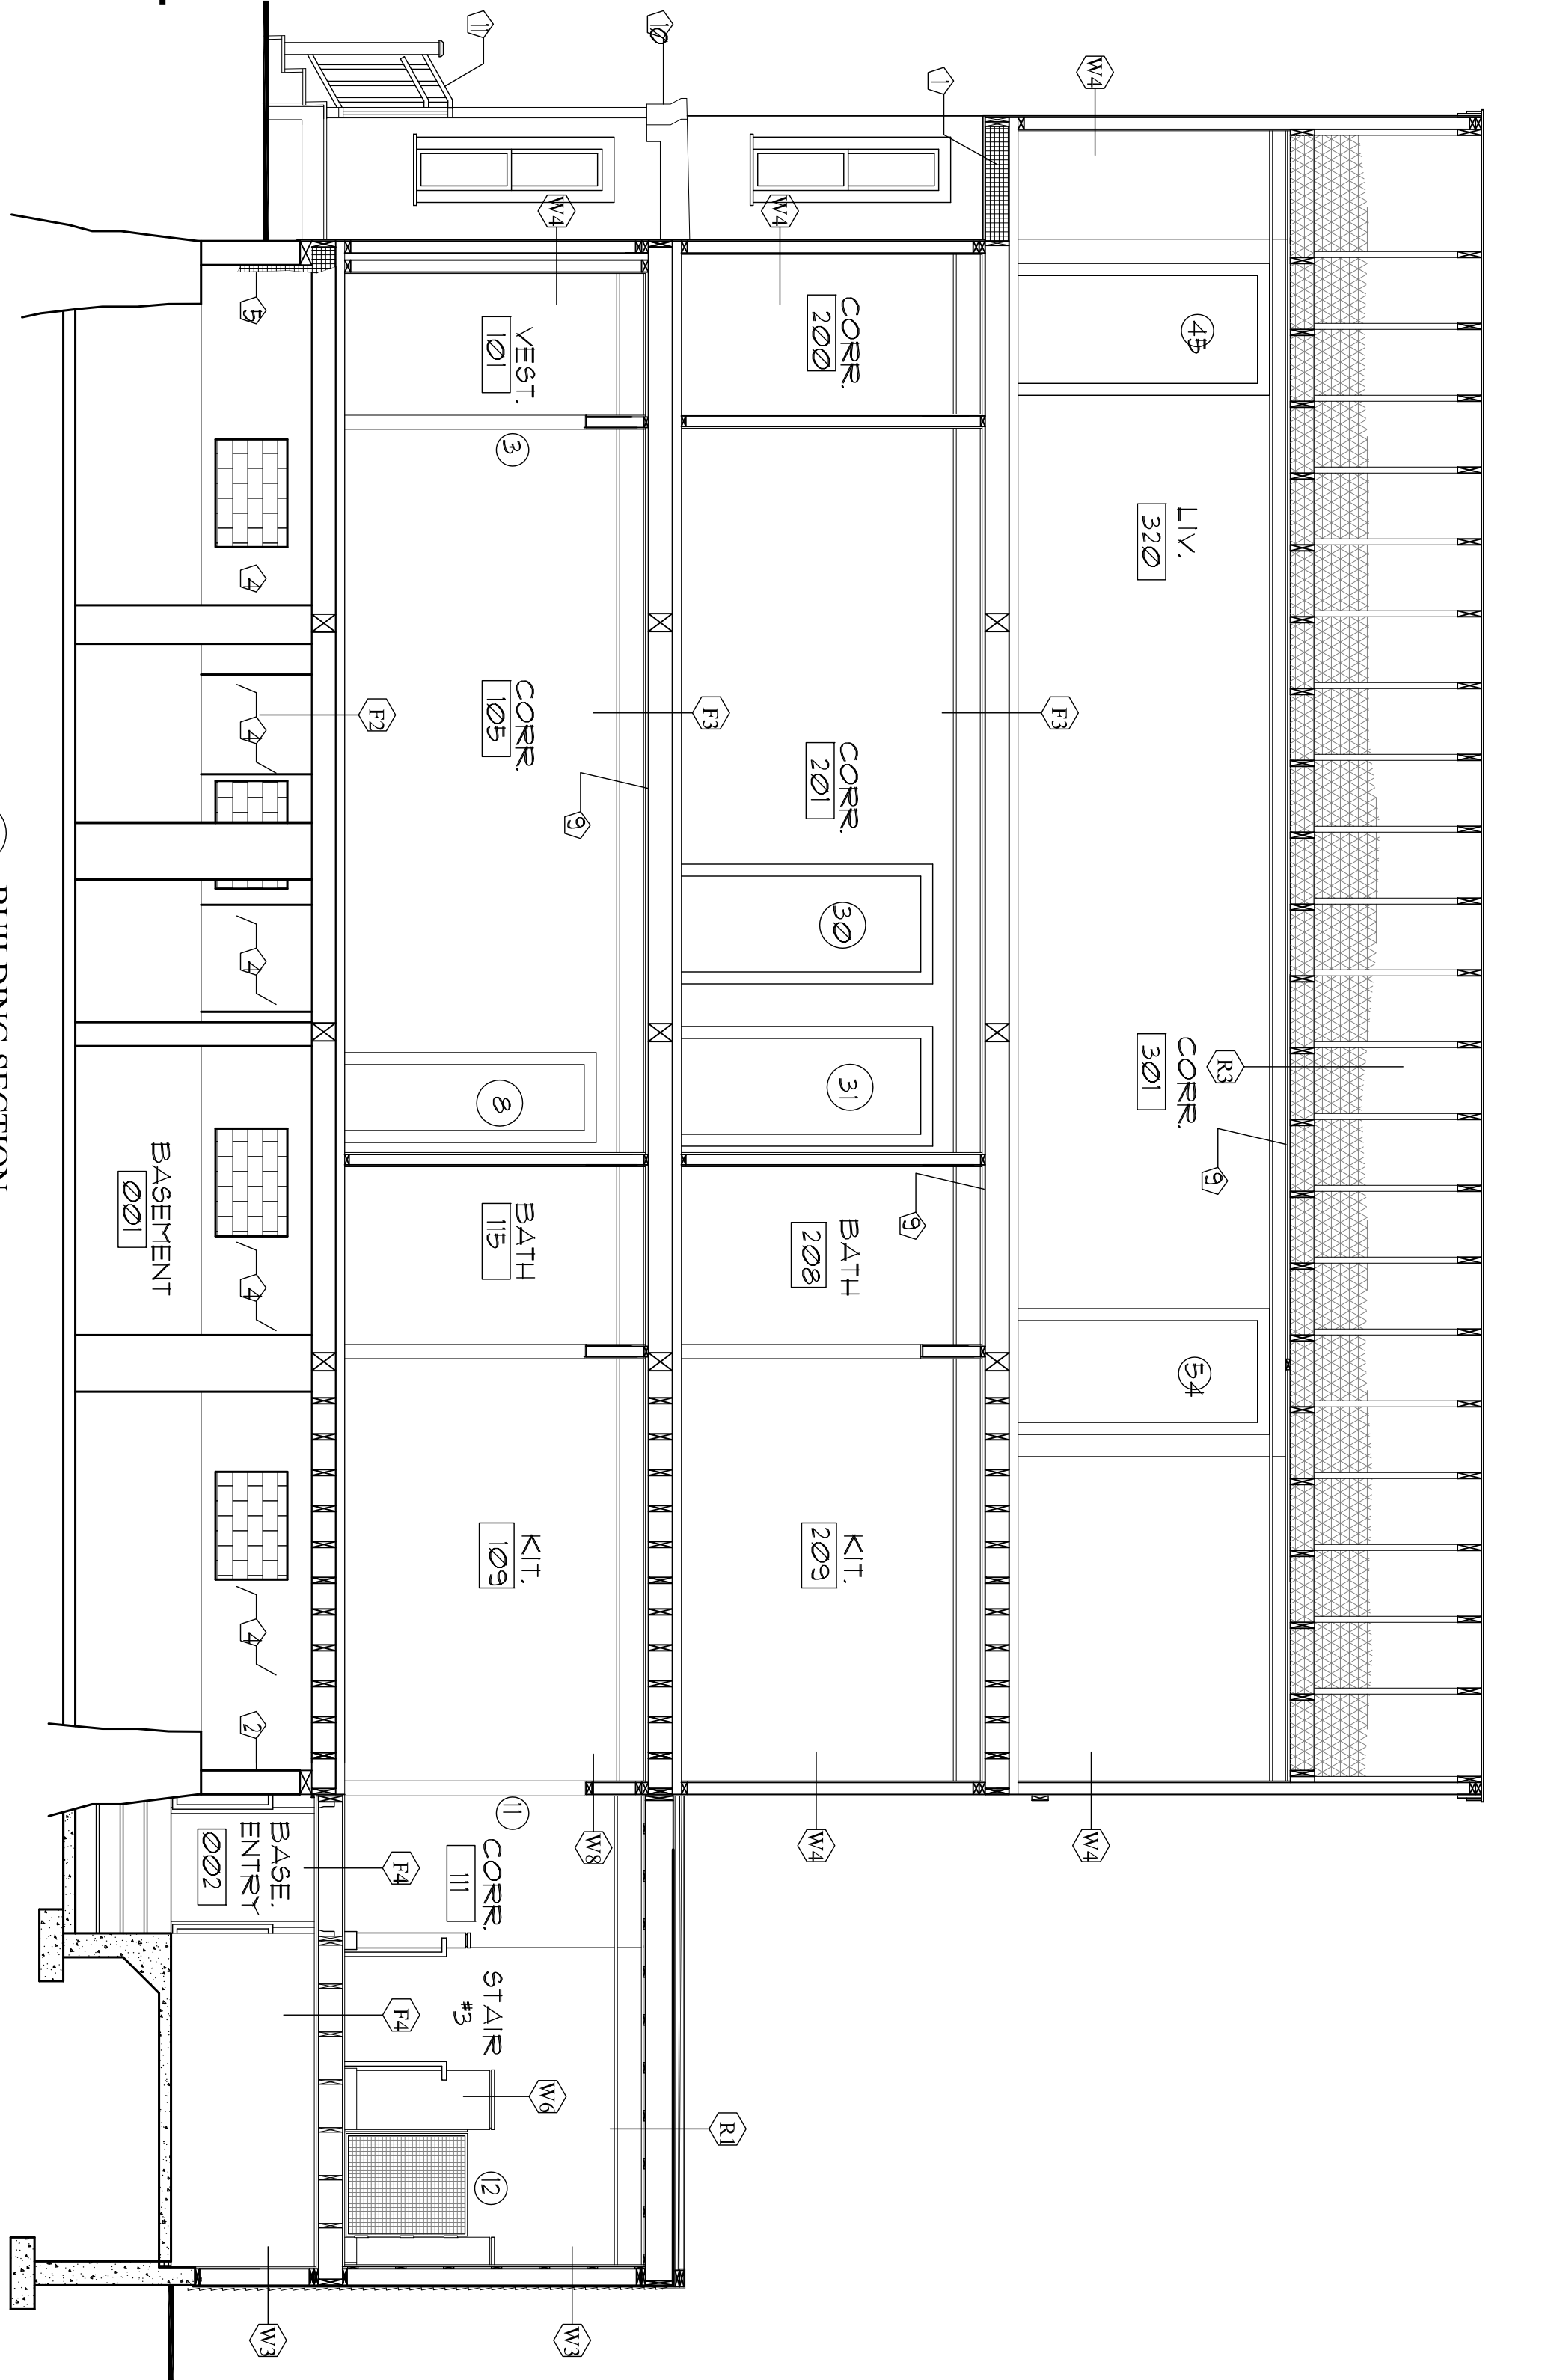 R3
9
45
LIV.
320
CORR.
301
54
W4
W4
F3
1
9
CORR.
200
CORR.
201
30
31
BATH
208
KIT.
209
W4
W4
F3
R1
10
9
W8
W4
W6
W3
VEST.
101
3
CORR.
105
8
BATH
115
KIT.
109
11
CORR.
111
STAIR
#3
12
11
F2
F4
F4
5
4
4
4
4
4
2
BASE.
ENTRY
002
W3
BASEMENT
001
BUILDING SECTION